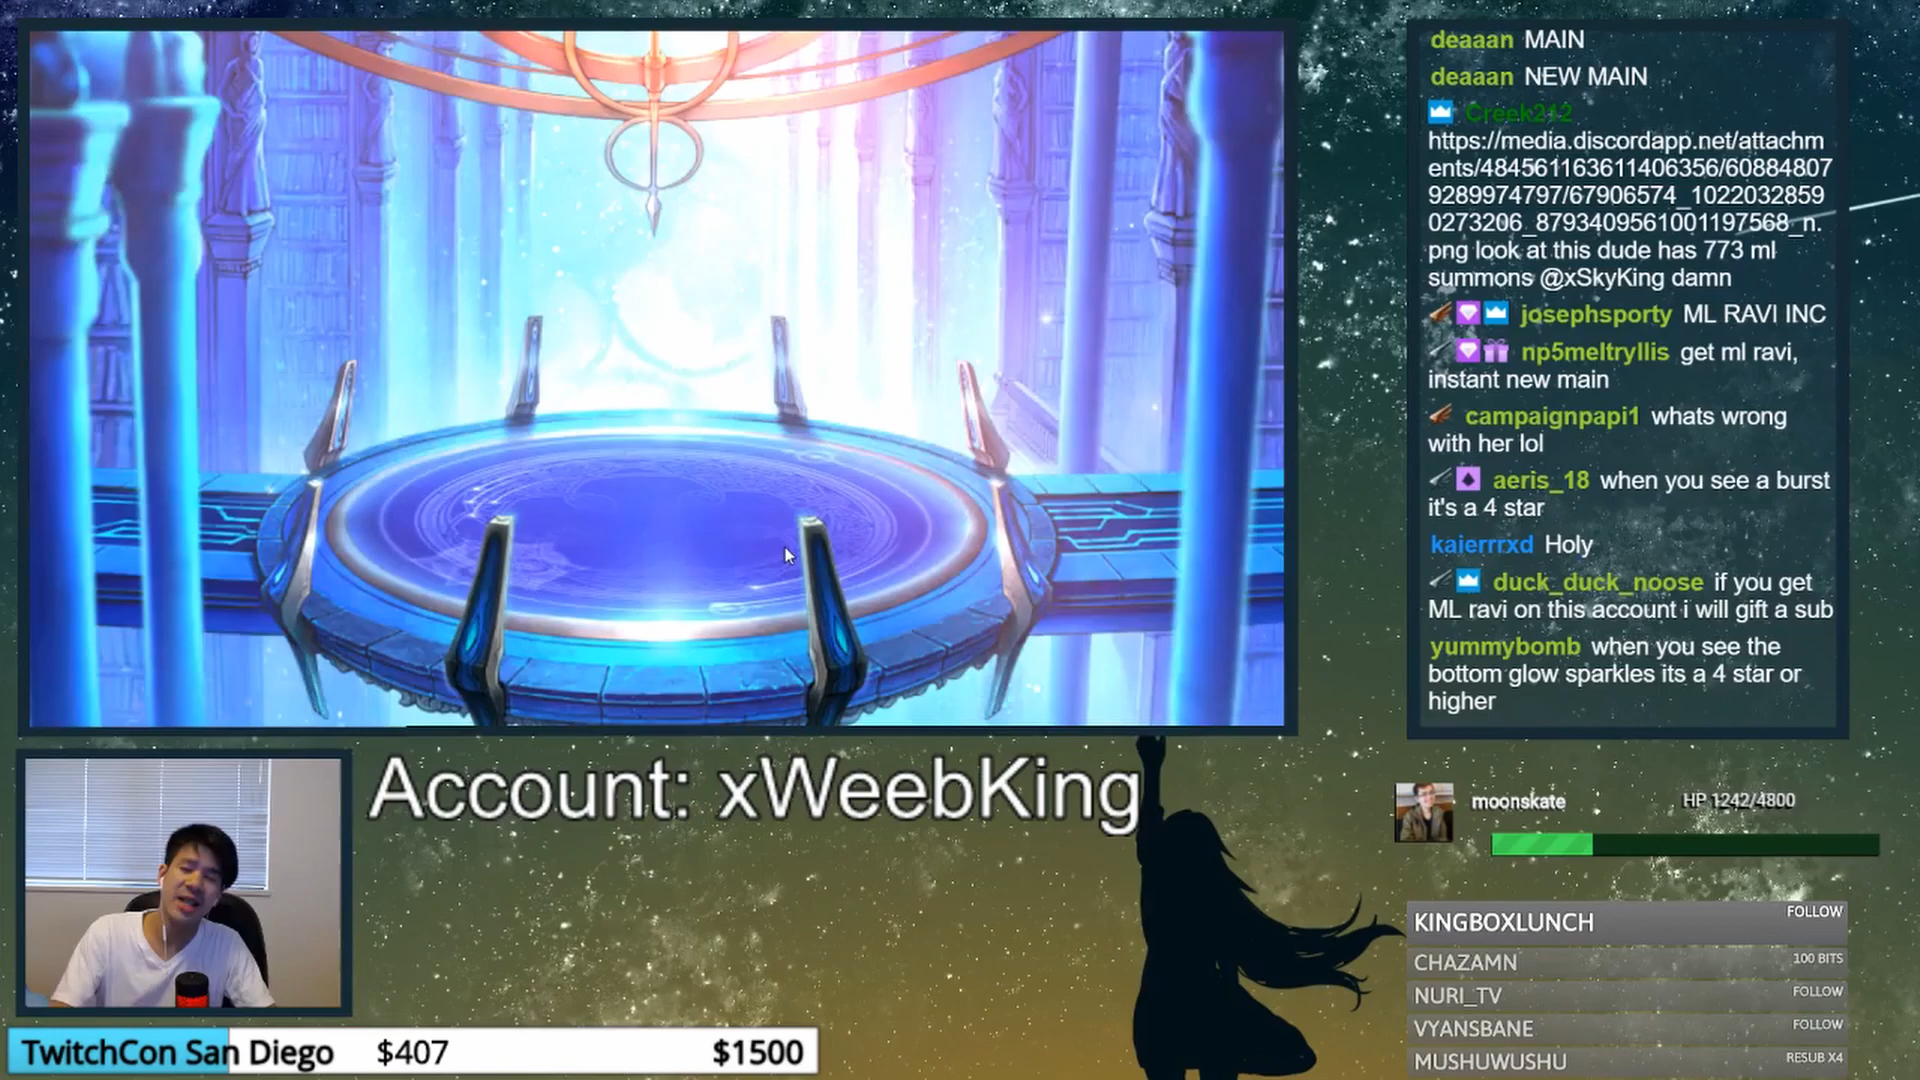 deaaan MAIN
deaaan NEW MAIN
Creek212
https://media.discordapp.net/attachm
ents/484561163611406356/60884807
9289974797/67906574_1022032859
0273206_8793409561001197568_n.
png look at this dude has 773 ml
summons @xSkyKing damn
josephsporty ML RAVI INC
np5meltryllis get ml ravi,
instant new main
campaignpapi1 whats wrong
with her lol
aeris_18 when you see a burst
it's a 4 star
kaierrrxd Holy
duck_duck_noose if you get
ML ravi on this account i will gift a sub
yummybomb when you see the
bottom glow sparkles its a 4 star or
higher
Account: xWeebKing
moonskate HP 1242/4800
KINGBOXLUNCH FOLLOW
CHAZAMN 100 BITS
NURI_TV FOLLOW
VYANSBANE FOLLOW
MUSHUWUSHU RESUB X4
TwitchCon San Diego $407 $1500